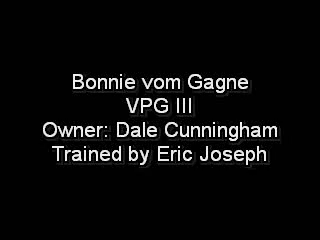 Bonnie vom Gagne
VPG III
Owner: Dale Cunningham
Trained by Eric Joseph